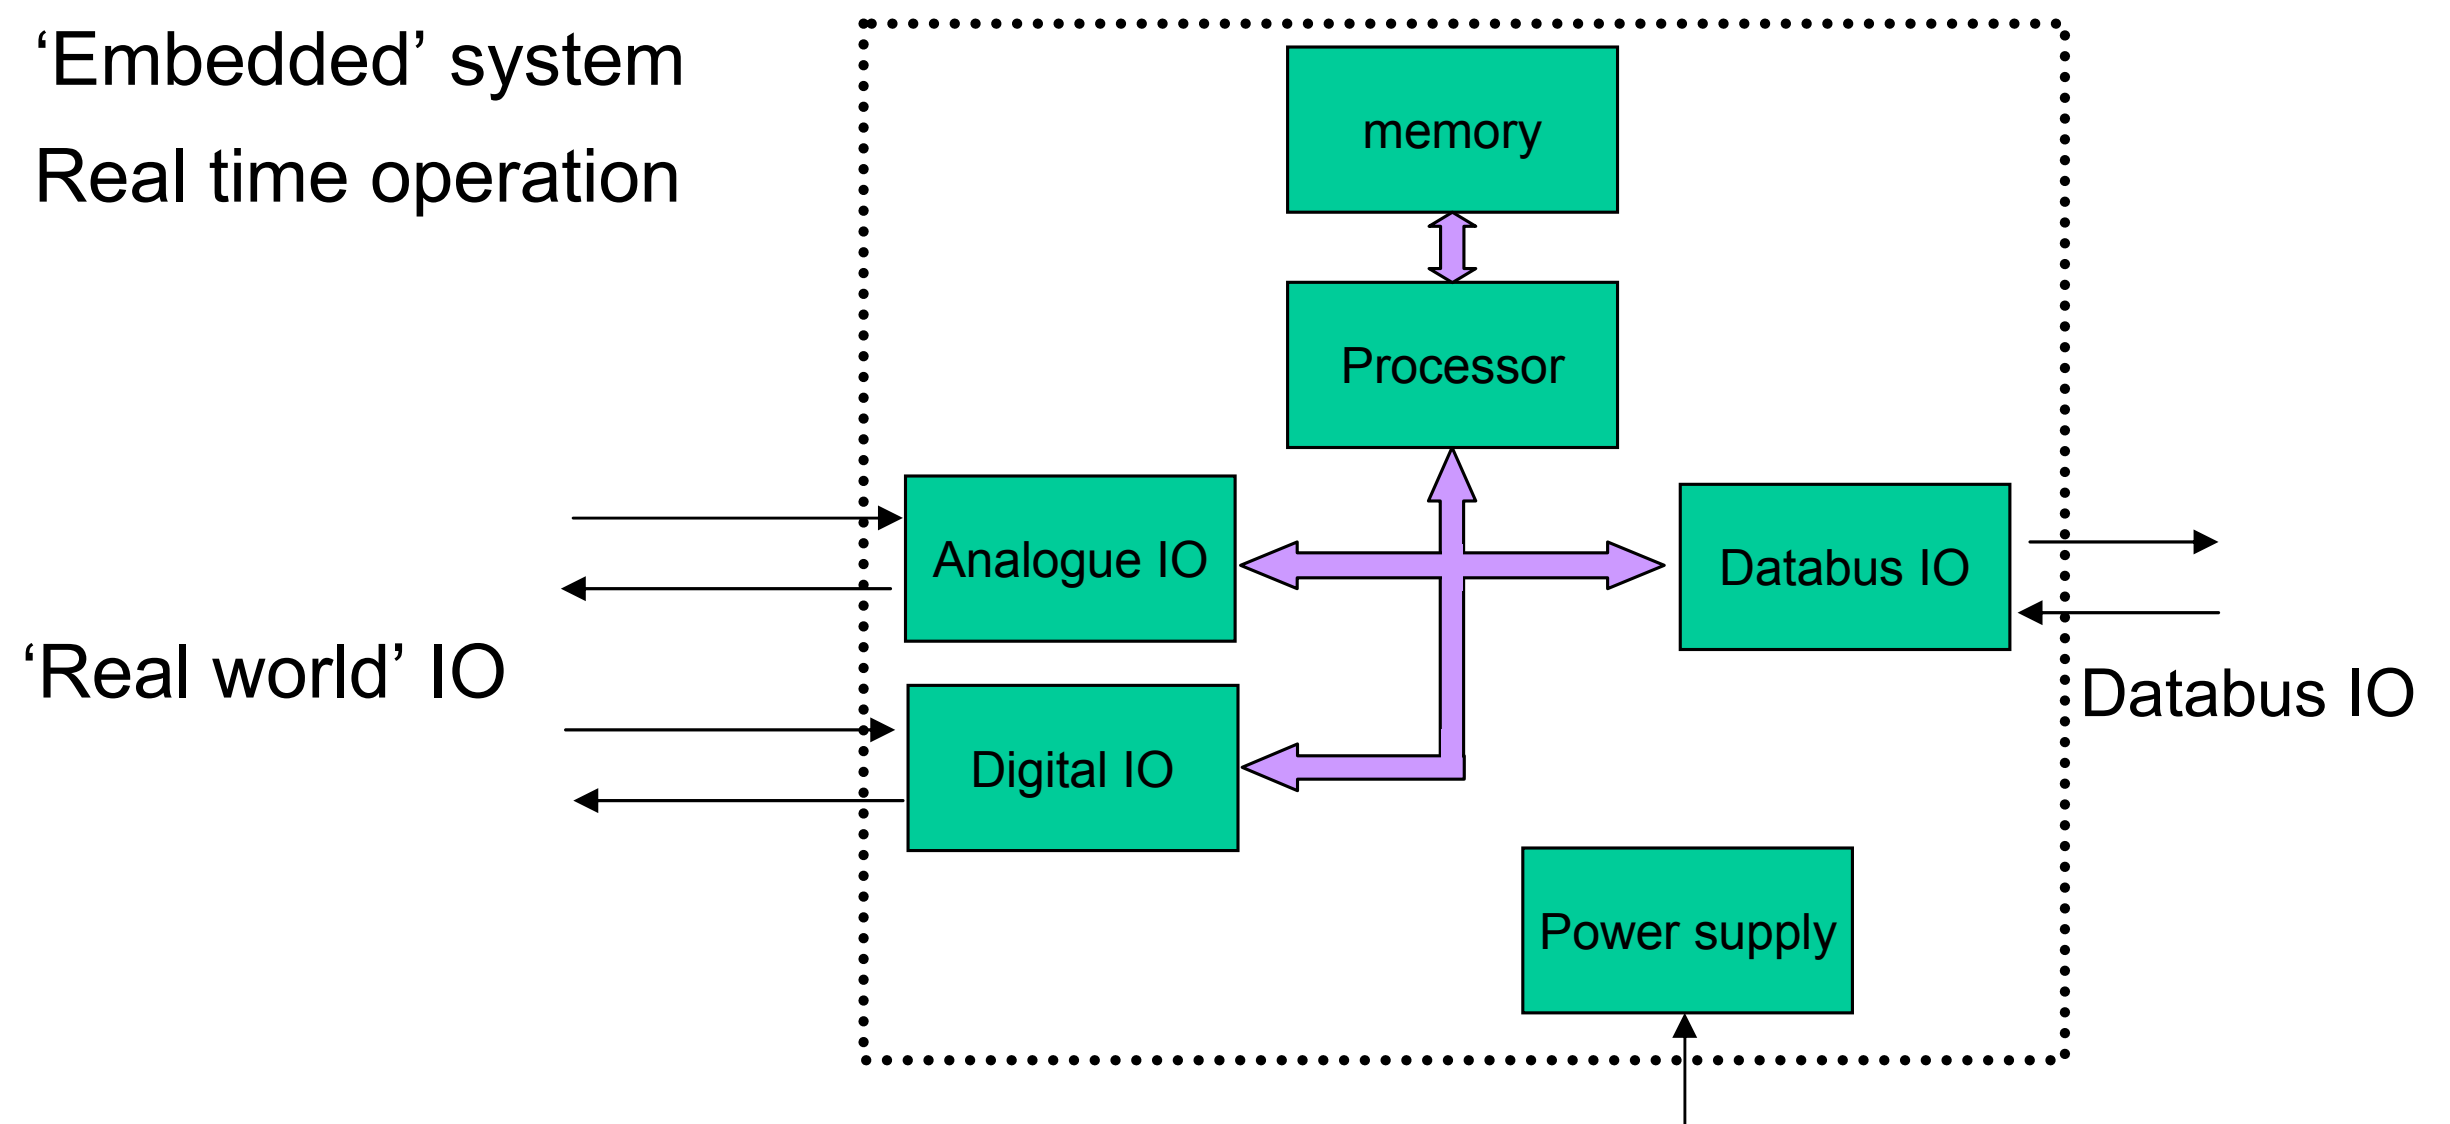 ‘Embedded’ system
Real time operation
memory
Processor
Analogue IO
Databus IO
‘Real world’ IO
Databus IO
Digital IO
Power supply